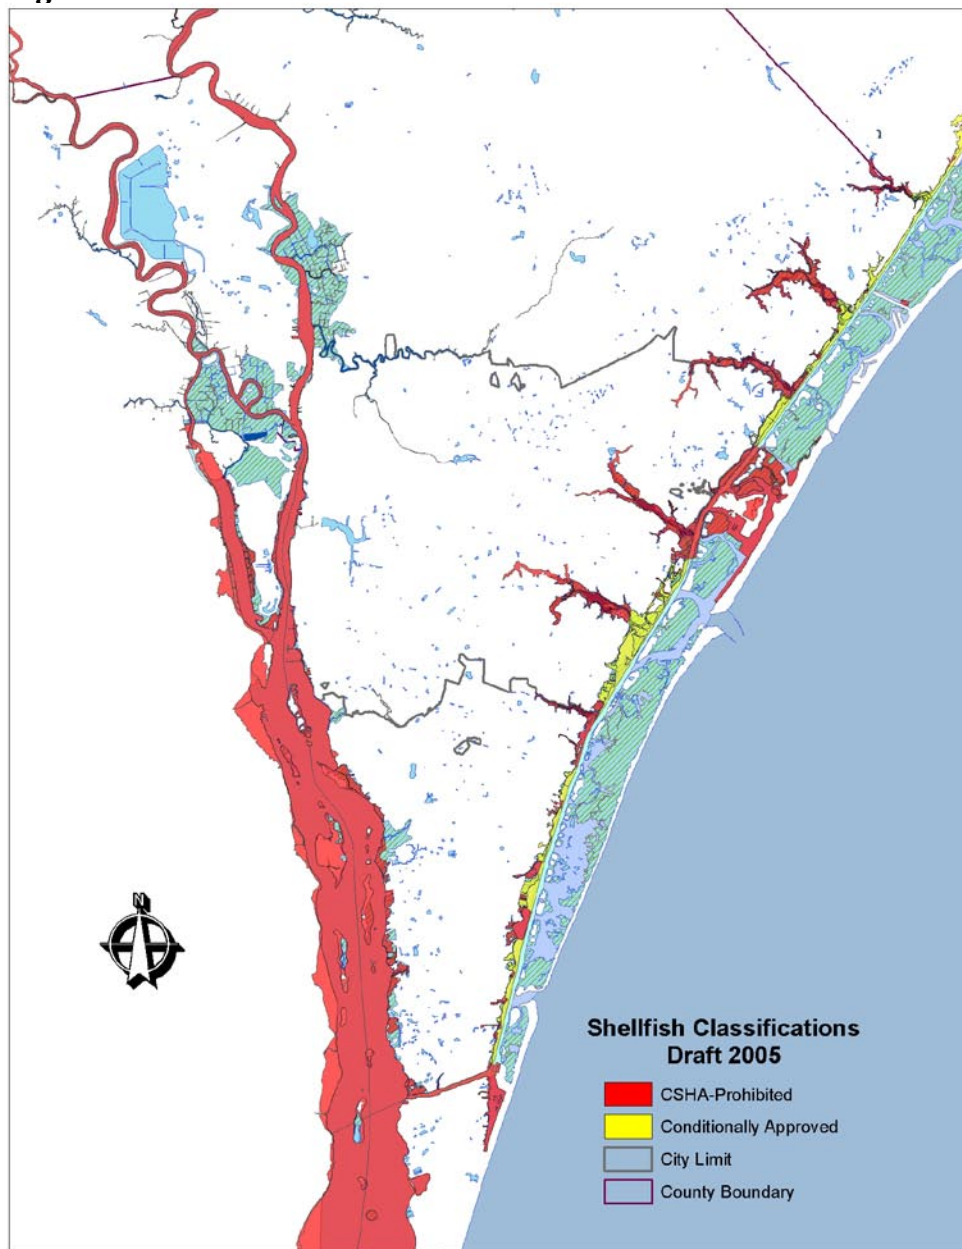 N
Shellfish Classifications
Draft 2005
CSHA-Prohibited
Conditionally Approved
City Limit
County Boundary